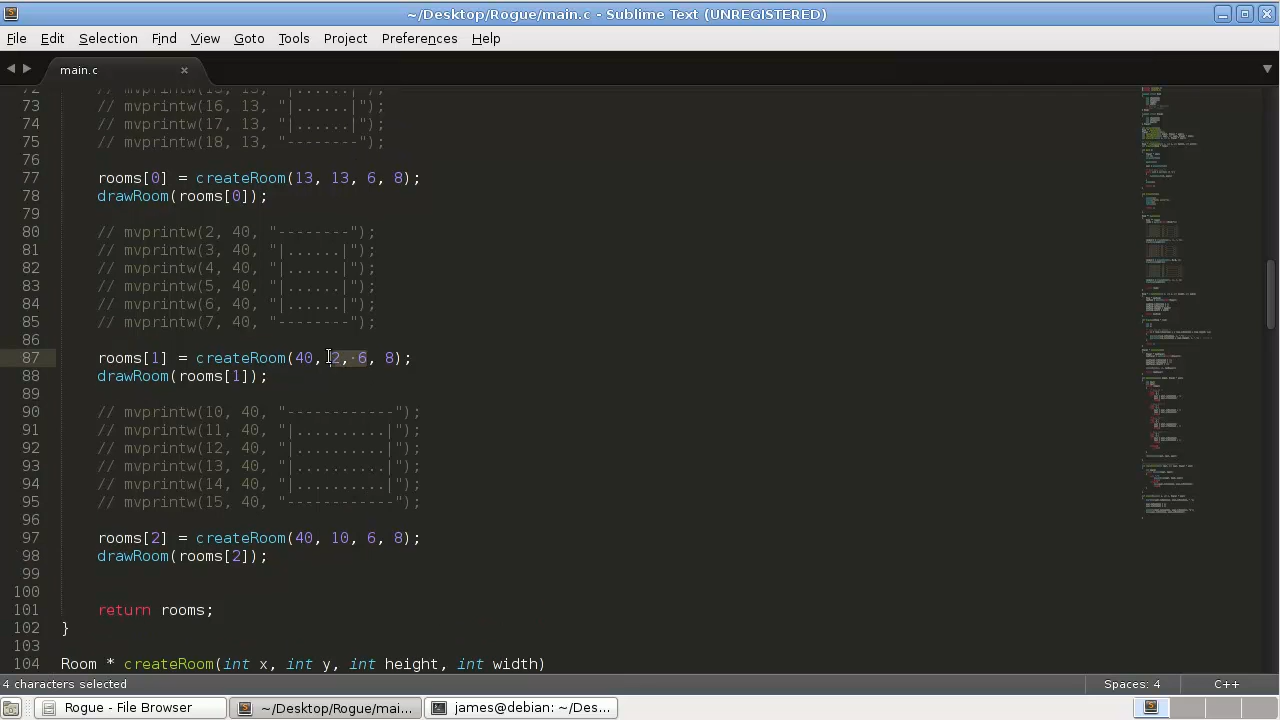 ~/Desktop/Rogue/main.c - Sublime Text (UNREGISTERED)
File Edit Selection Find View Goto Tools Project Preferences Help
main.c
72 // mvprintw(15, 13, "|......|");
73 // mvprintw(16, 13, "|......|");
74 // mvprintw(17, 13, "|......|");
75 // mvprintw(18, 13, "--------");
76
77 rooms[0] = createRoom(13, 13, 6, 8);
78 drawRoom(rooms[0]);
79
80 // mvprintw(2, 40, "--------");
81 // mvprintw(3, 40, "|......|");
82 // mvprintw(4, 40, "|......|");
83 // mvprintw(5, 40, "|......|");
84 // mvprintw(6, 40, "|......|");
85 // mvprintw(7, 40, "--------");
86
87 rooms[1] = createRoom(40, 2, 6, 8);
88 drawRoom(rooms[1]);
89
90 // mvprintw(10, 40, "------------");
91 // mvprintw(11, 40, "|..........|");
92 // mvprintw(12, 40, "|..........|");
93 // mvprintw(13, 40, "|..........|");
94 // mvprintw(14, 40, "|..........|");
95 // mvprintw(15, 40, "------------");
96
97 rooms[2] = createRoom(40, 10, 6, 8);
98 drawRoom(rooms[2]);
99
100
101 return rooms;
102 }
103
104 Room * createRoom(int x, int y, int height, int width)
4 characters selected Spaces: 4 C++
Rogue - File Browser ~/Desktop/Rogue/mai... james@debian: ~/Des...